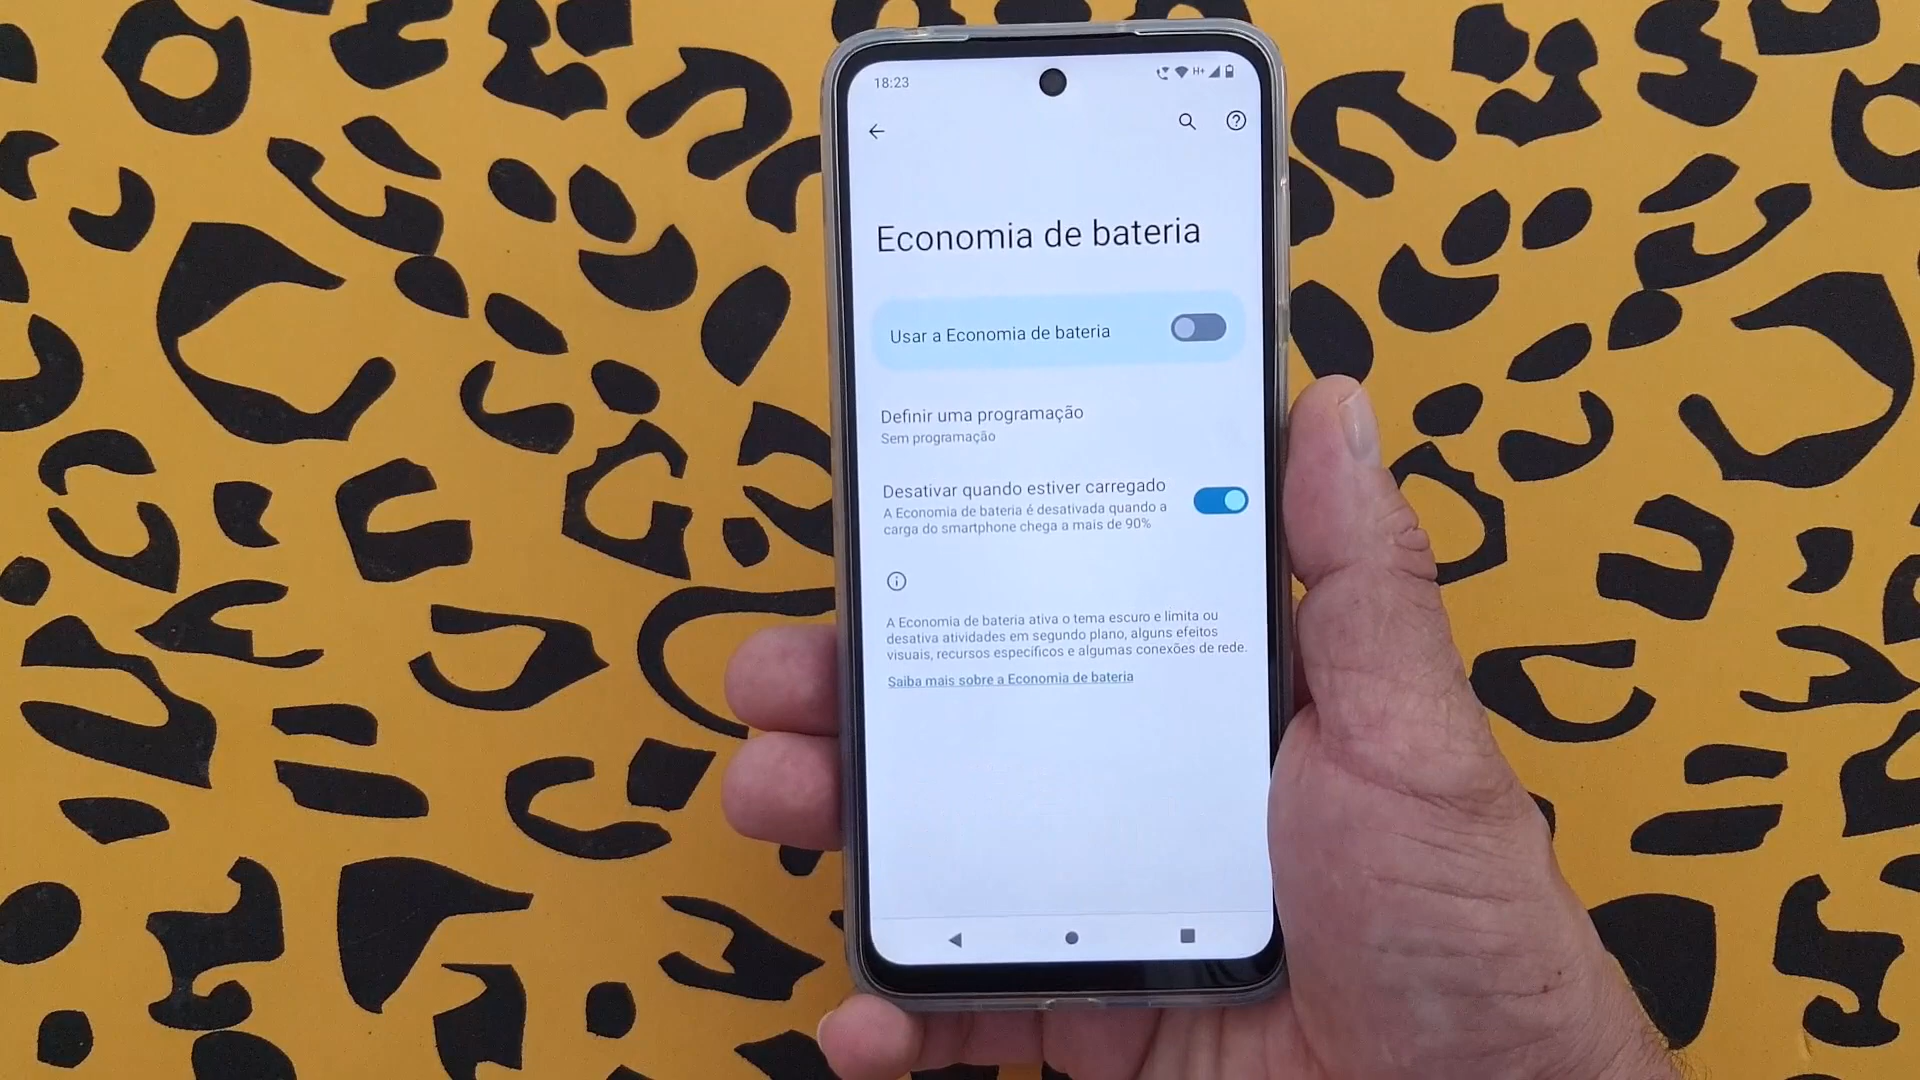 18:23
H+
Economia de bateria
Usar a Economia de bateria
Definir uma programação
Sem programação
Desativar quando estiver carregado
A Economia de bateria é desativada quando a
carga do smartphone chega a mais de 90%
A Economia de bateria ativa o tema escuro e limita ou
desativa atividades em segundo plano, alguns efeitos
visuais, recursos específicos e algumas conexões de rede.
Saiba mais sobre a Economia de bateria